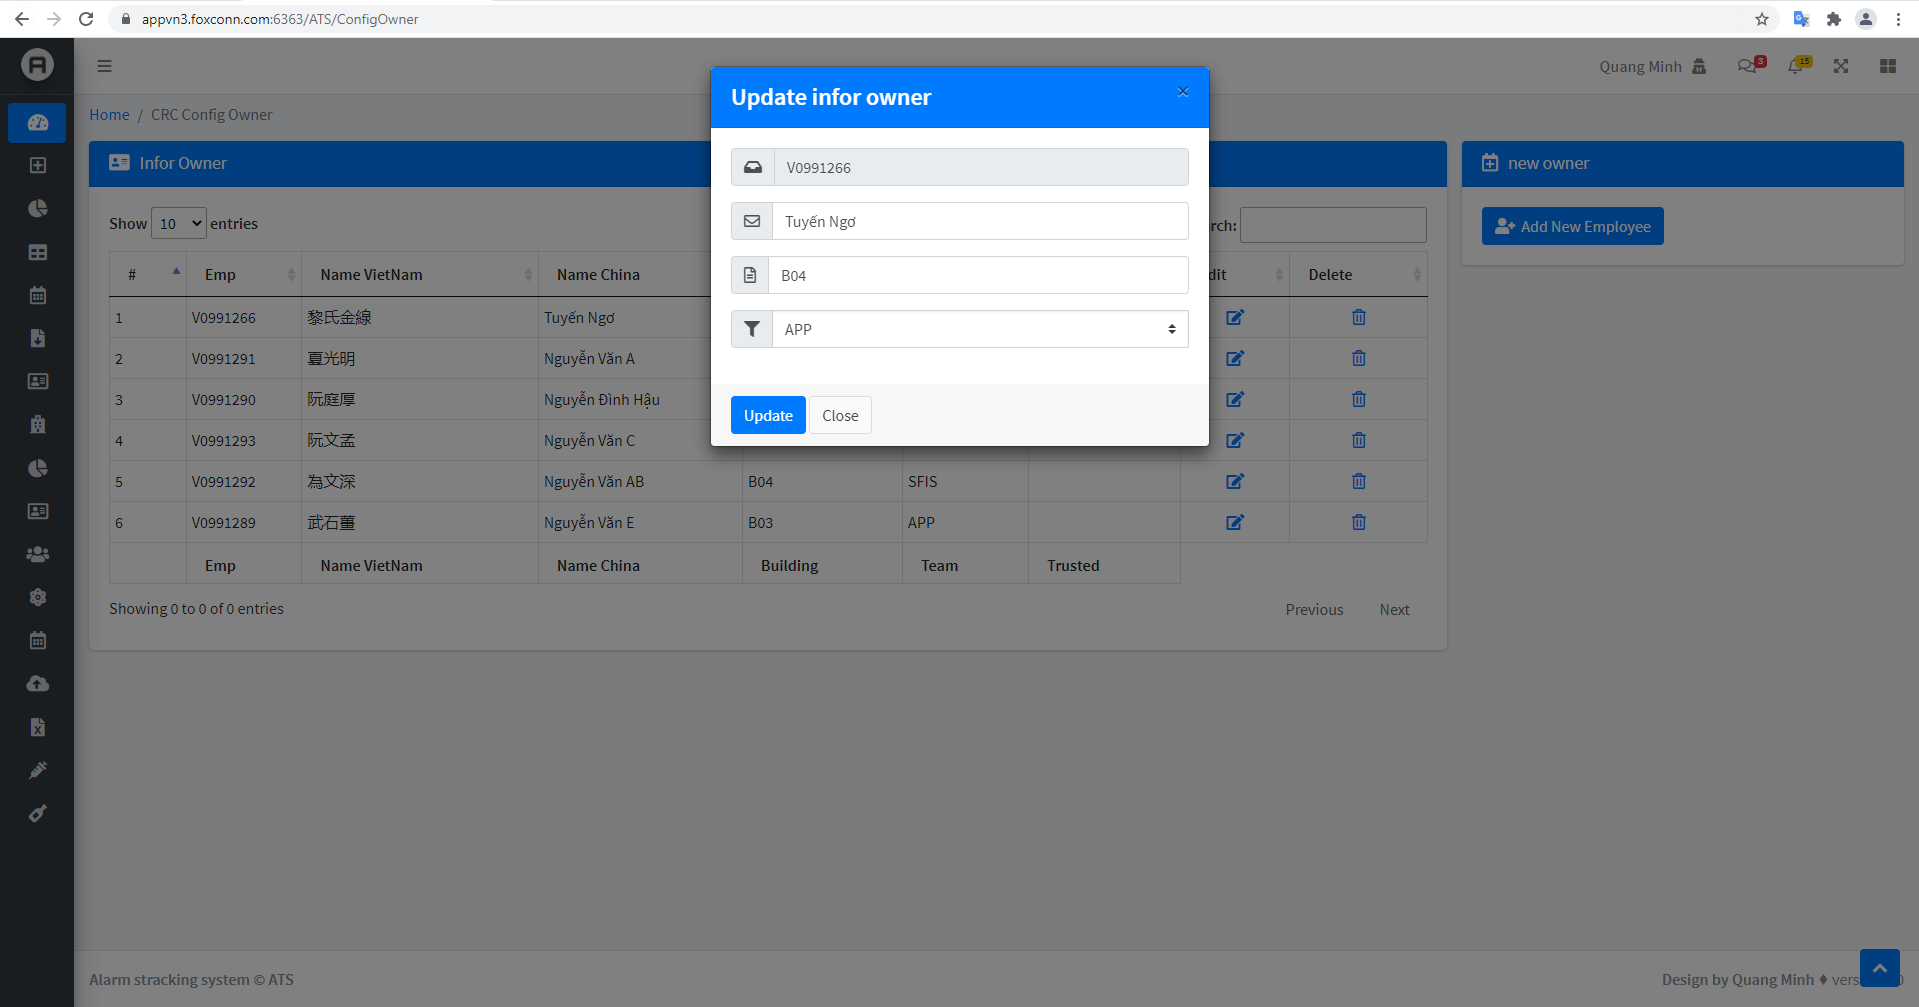 appvn3.foxconn.com:6363/ATS/ConfigOwner
Quang Minh
3
15
Home / CRC Config Owner
Update infor owner
×
V0991266
Tuyến Ngơ
B04
APP
Update Close
Infor Owner
Show 10 entries
rch:
# Emp Name VietNam Name China dit Delete
1 V0991266 黎氏金線 Tuyến Ngơ
2 V0991291 夏光明 Nguyễn Văn A
3 V0991290 阮庭厚 Nguyễn Đình Hậu
4 V0991293 阮文孟 Nguyễn Văn C
5 V0991292 為文深 Nguyễn Văn AB B04 SFIS
6 V0991289 武石薑 Nguyễn Văn E B03 APP
Emp Name VietNam Name China Building Team Trusted
Showing 0 to 0 of 0 entries
Previous Next
new owner
Add New Employee
Alarm stracking system © ATS
Design by Quang Minh ♦ vers